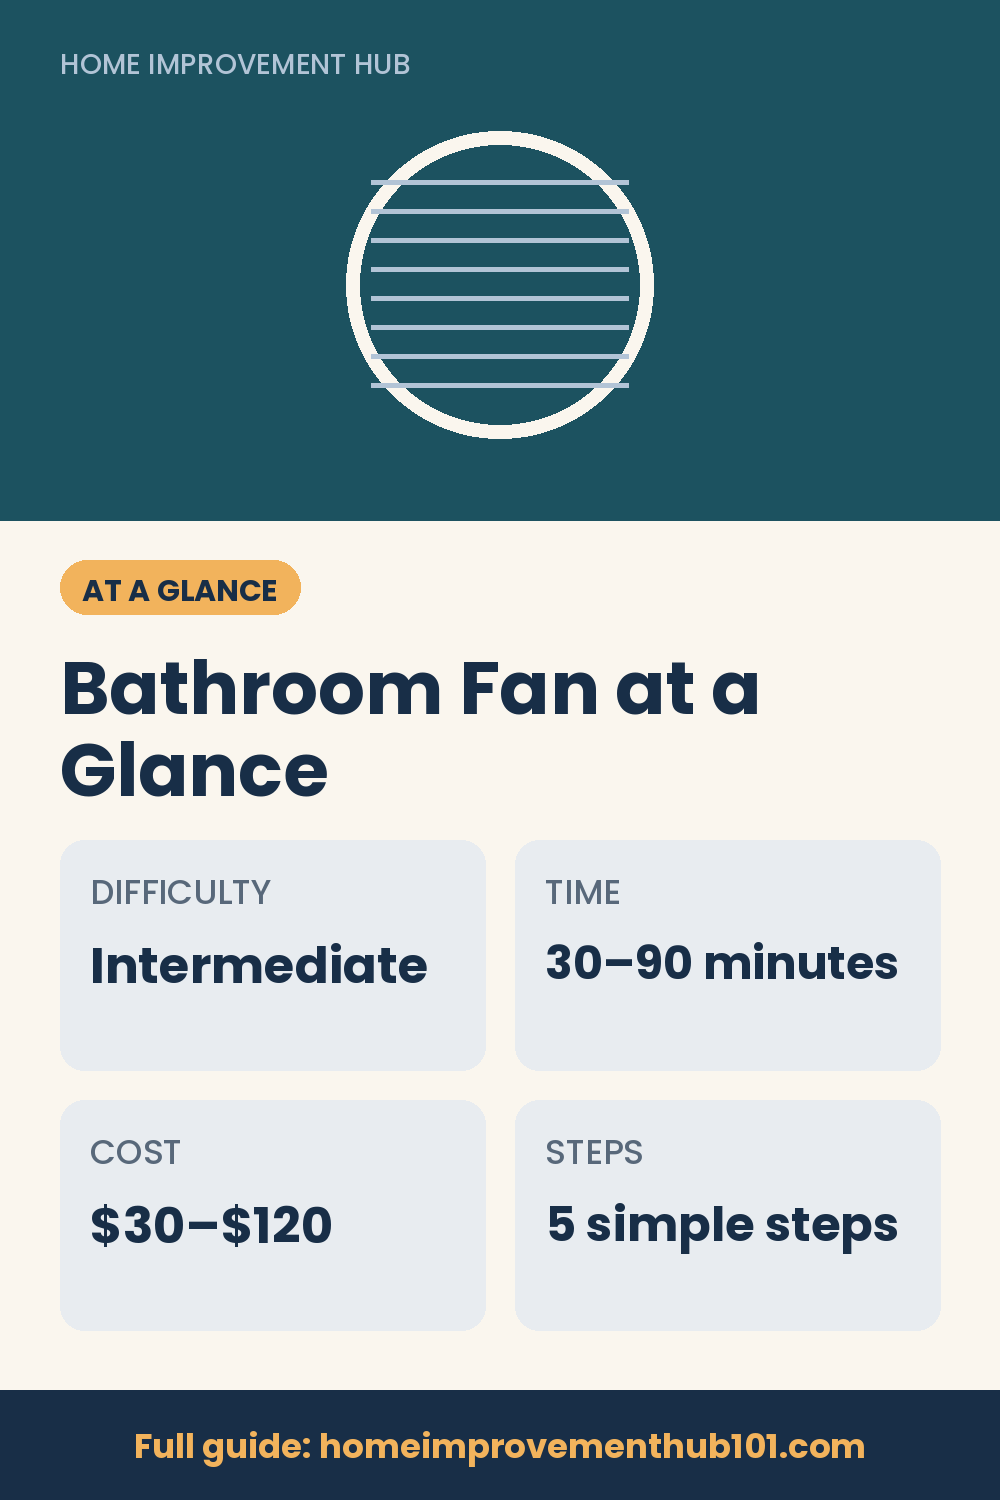 HOME IMPROVEMENT HUB
AT A GLANCE
Bathroom Fan at a
Glance
DIFFICULTY
Intermediate
TIME
30–90 minutes
COST
$30–$120
STEPS
5 simple steps
Full guide: homeimprovementhub101.com